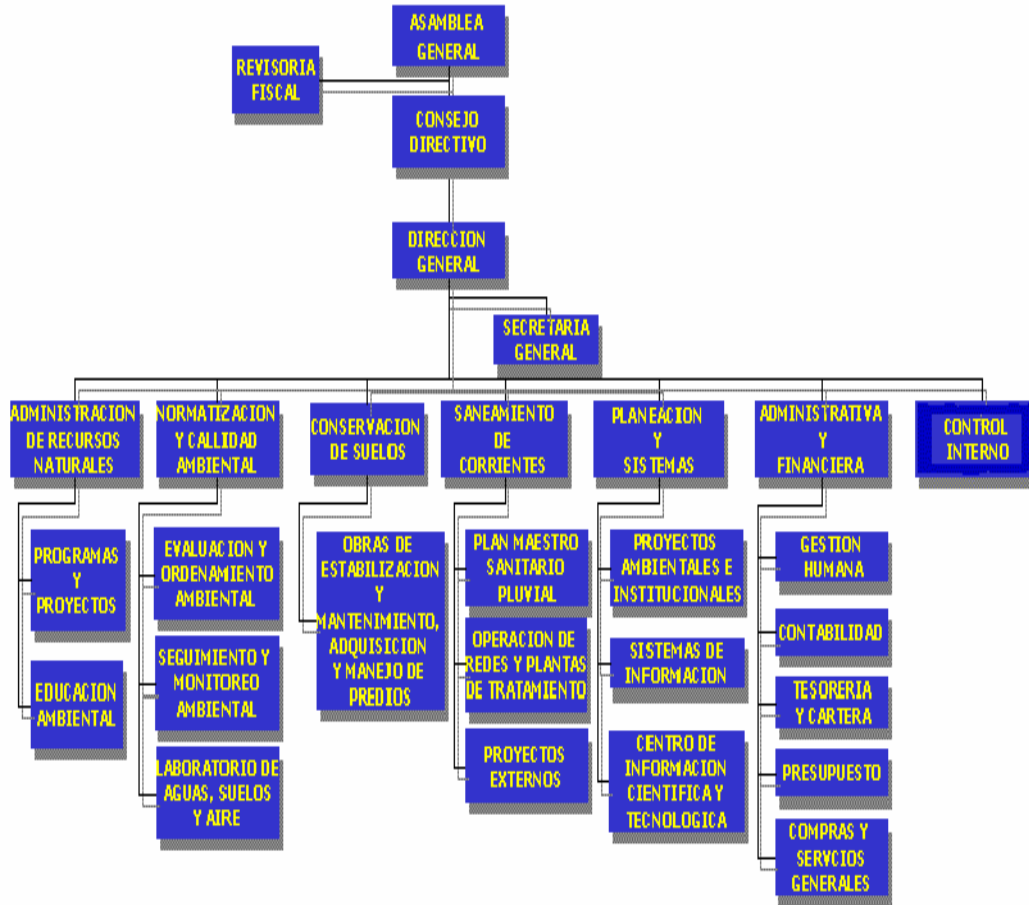 ASAMBLEA
GENERAL
REVISORIA
FISCAL
CONSEJO
DIRECTIVO
DIRECCION
GENERAL
SECRETARIA
GENERAL
ADMINISTRACION
DE RECURSOS
NATURALES
NORMATIZACION
Y CALLIDAD
AMBIENTAL
CONSERVACION
DE SUELOS
SANEAMIENTO
DE
CORRIENTES
PLANEACION
Y
SISTEMAS
ADMINISTRATIVA
Y
FINANCIERA
CONTROL
INTERNO
PROGRAMAS
Y
PROYECTOS
EDUCACION
AMBIENTAL
EVALUACION Y
ORDENAMIENTO
AMBIENTAL
SEGUIMIENTO Y
MONITOREO
AMBIENTAL
LABORATORIO DE
AGUAS, SUELOS
Y AIRE
OBRAS DE
ESTABILIZACION
Y
MANTENIMIENTO,
ADQUISICION
Y MANEJO DE
PREDIOS
PLAN MAESTRO
SANITARIO
PLUVIAL
OPERACION DE
REDES Y PLANTAS
DE TRATAMIENTO
PROYECTOS
EXTERNOS
PROYECTOS
AMBIENTALES E
INSTITUCIONALES
SISTEMAS DE
INFORMACION
CENTRO DE
INFORMACION
CIENTIFICA Y
TECNOLOGICA
GESTION
HUMANA
CONTABILIDAD
TESORERIA
Y CARTERA
PRESUPUESTO
COMPRAS Y
SERVCIOS
GENERALES